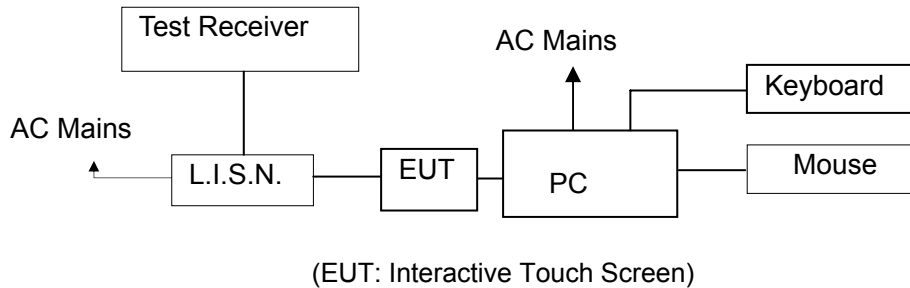 Test Receiver
AC Mains
Keyboard
AC Mains
L.I.S.N.
EUT
PC
Mouse
(EUT: Interactive Touch Screen)